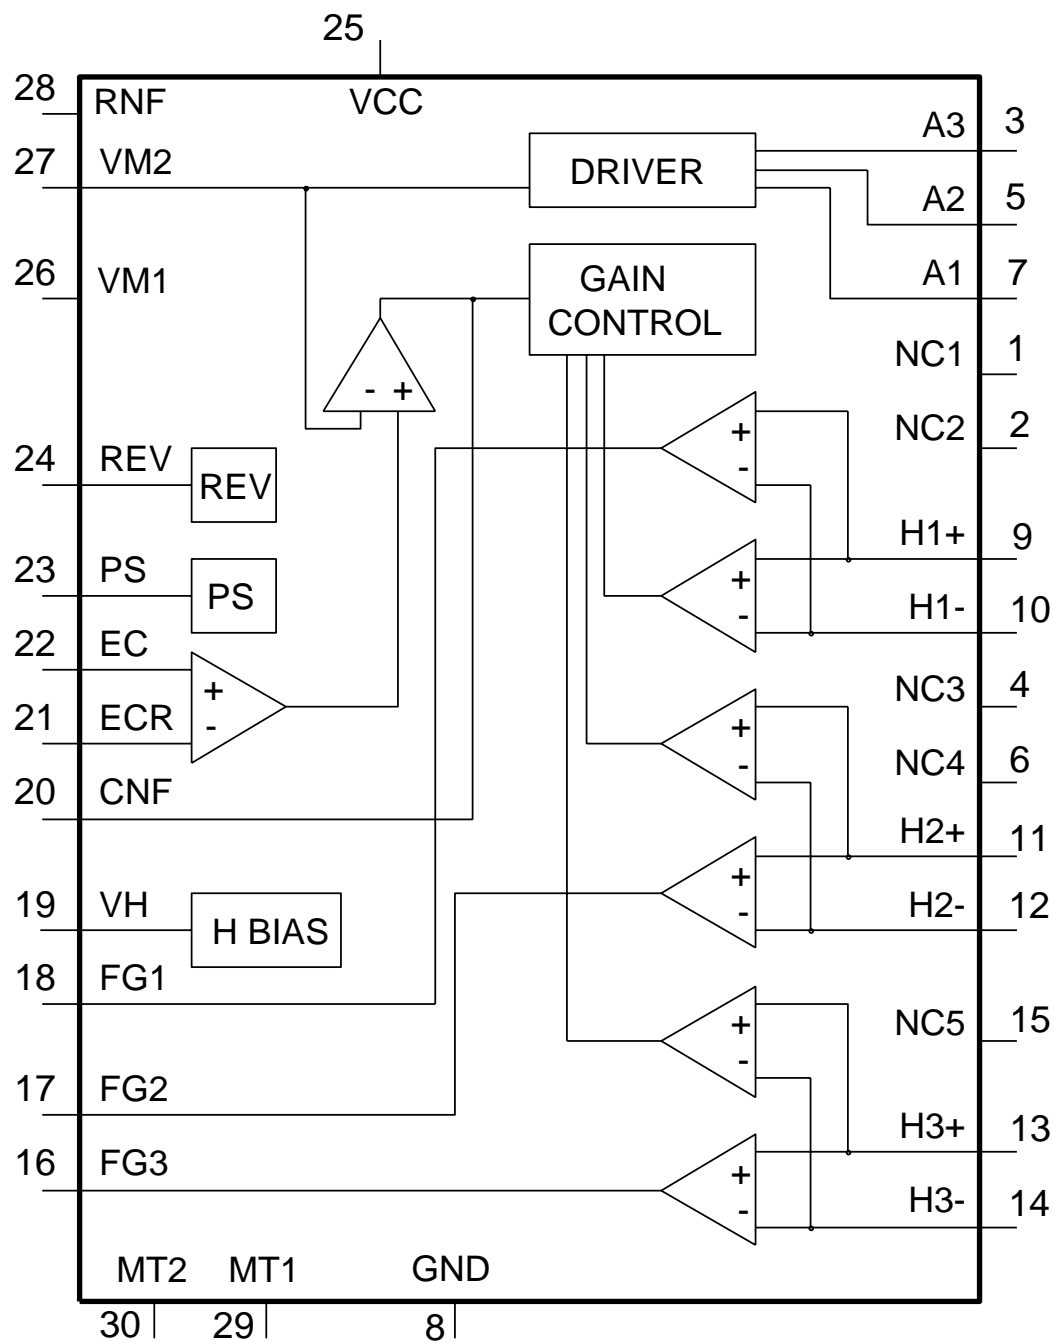 25
28 RNF VCC A3 3
27 VM2 DRIVER A2 5
26 VM1 GAIN CONTROL A1 7
NC1 1
- +
24 REV REV + - NC2 2
23 PS PS + - H1+ 9
22 EC H1- 10
21 ECR + - + - NC3 4
20 CNF NC4 6
H2+ 11
19 VH H BIAS + - H2- 12
18 FG1 + - NC5 15
17 FG2 H3+ 13
16 FG3 + - H3- 14
MT2 MT1 GND
30 29 8